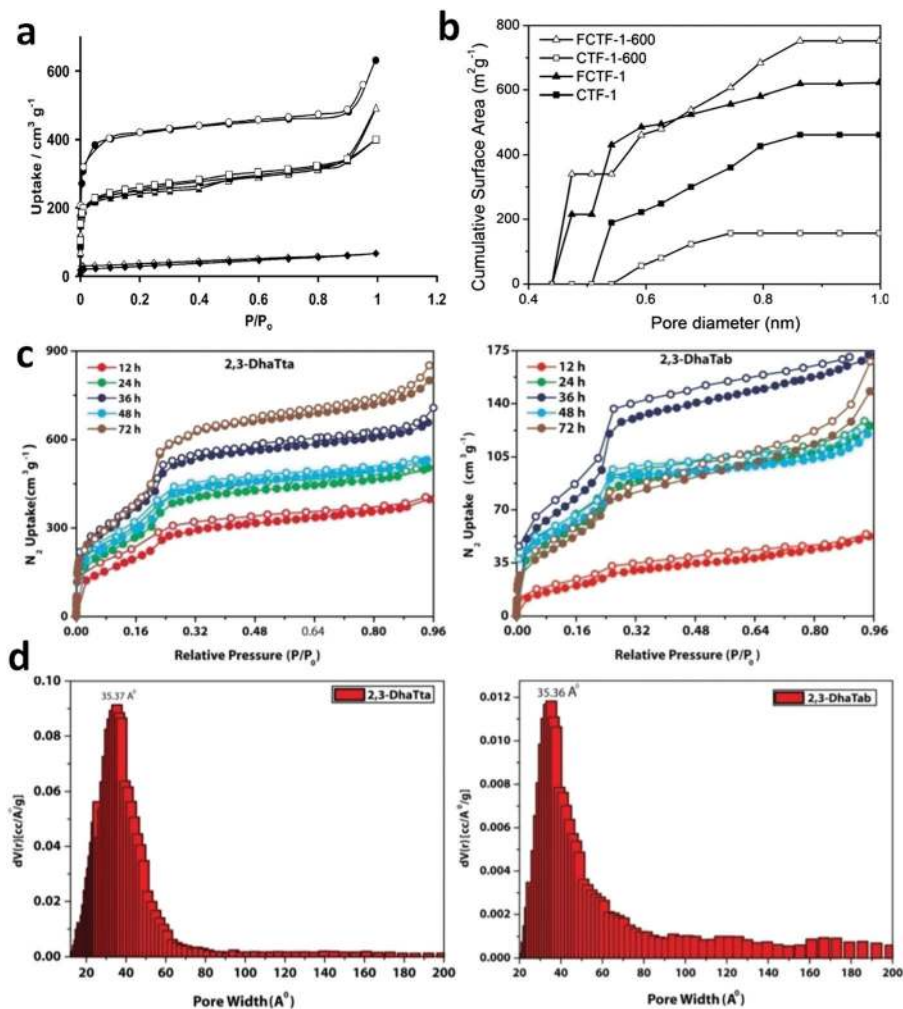 a
Uptake / cm³ g⁻¹
600
400
200
0
0
0.2
0.4
0.6
0.8
1
1.2
P/P₀
b
Cumulative Surface Area (m²g⁻¹)
800
600
400
200
0
FCTF-1-600
CTF-1-600
FCTF-1
CTF-1
0.4
0.5
0.6
0.7
0.8
0.9
1.0
Pore diameter (nm)
c
N₂ Uptake(cm³ g⁻¹)
900
600
300
0
2,3-DhaTta
12 h
24 h
36 h
48 h
72 h
0.00
0.16
0.32
0.48
0.64
0.80
0.96
Relative Pressure (P/P₀)
N₂ Uptake (cm³ g⁻¹)
175
140
105
70
35
0
2,3-DhaTab
12 h
24 h
36 h
48 h
72 h
0.00
0.16
0.32
0.48
0.64
0.80
0.96
Relative Pressure (P/P₀)
d
dV(r)[cc/A°/g]
0.10
0.08
0.06
0.04
0.02
0.00
35.37 A⁰
2,3-DhaTta
20
40
60
80
100
120
140
160
180
200
Pore Width(A⁰)
dV(r)[cc/A⁰/g]
0.012
0.010
0.008
0.006
0.004
0.002
0.000
35.36 A⁰
2,3-DhaTab
20
40
60
80
100
120
140
160
180
200
Pore Width (A⁰)